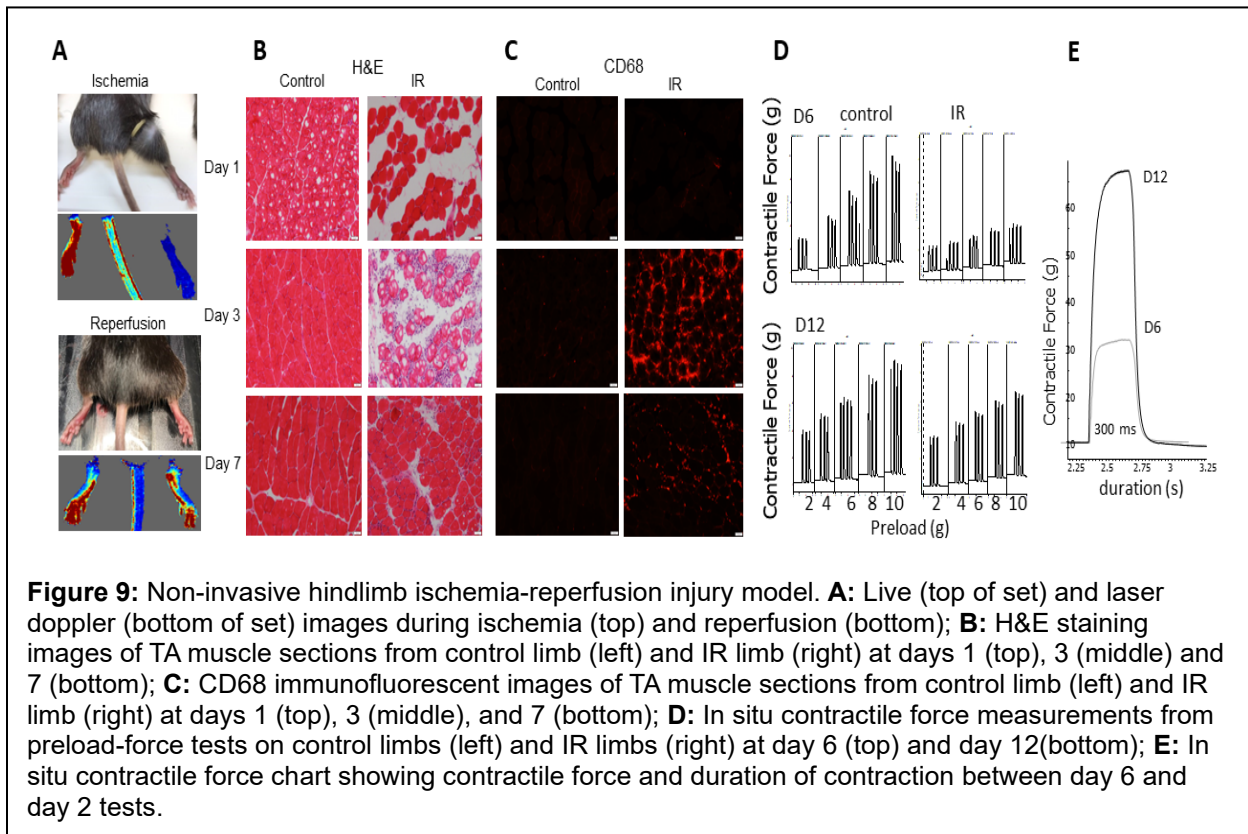 A
B
C
D
E
Ischemia
H&E
CD68
Control
IR
Control
IR
D6
control
IR
Day 1
Contractile Force (g)
D12
60
50
40
D6
30
20
300 ms
10
2.25
2.5
2.75
3.25
duration (s)
Contractile Force (g)
Day 3
Reperfusion
D12
Contractile Force (g)
Day 7
2
4
6
8
10
2
4
6
8
10
Preload (g)
Figure 9: Non-invasive hindlimb ischemia-reperfusion injury model. A: Live (top of set) and laser
doppler (bottom of set) images during ischemia (top) and reperfusion (bottom); B: H&E staining
images of TA muscle sections from control limb (left) and IR limb (right) at days 1 (top), 3 (middle) and
7 (bottom); C: CD68 immunofluorescent images of TA muscle sections from control limb (left) and IR
limb (right) at days 1 (top), 3 (middle), and 7 (bottom); D: In situ contractile force measurements from
preload-force tests on control limbs (left) and IR limbs (right) at day 6 (top) and day 12(bottom); E: In
situ contractile force chart showing contractile force and duration of contraction between day 6 and
day 2 tests.